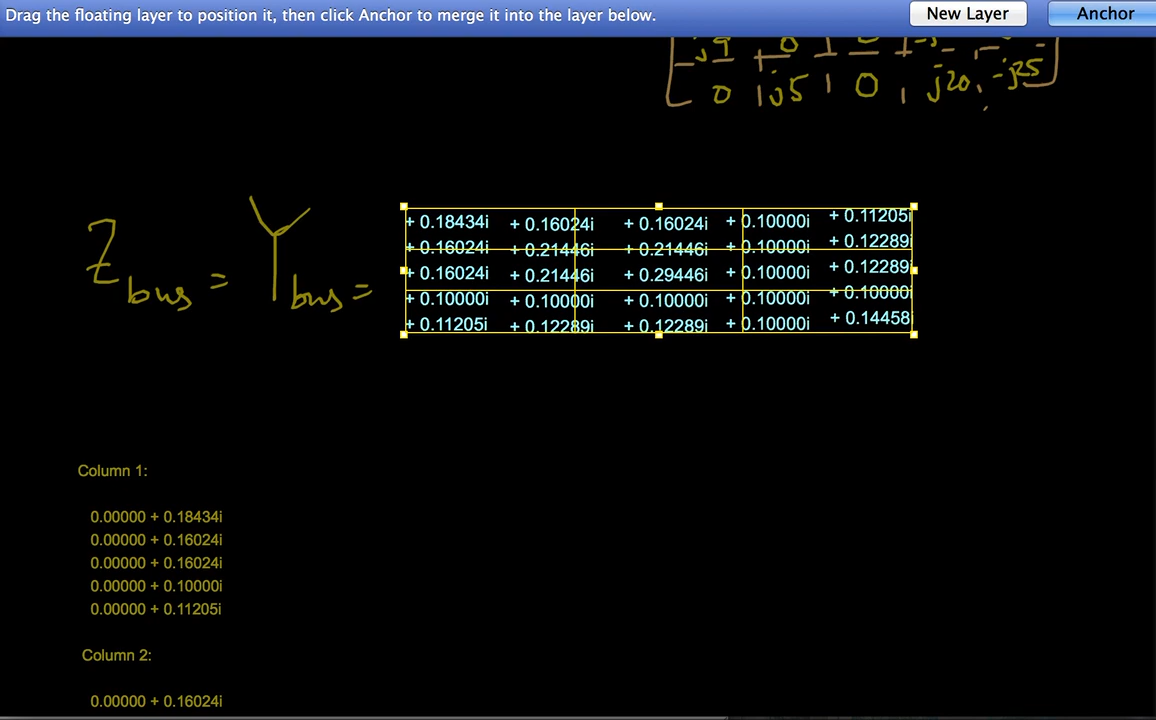 Drag the floating layer to position it, then click Anchor to merge it into the layer below. New Layer Anchor
0 j5 0 j20 -j25
Zbus = Ybus =
+ 0.18434i + 0.16024i + 0.16024i + 0.10000i + 0.11205i
+ 0.16024i + 0.21446i + 0.21446i + 0.10000i + 0.12289i
+ 0.16024i + 0.21446i + 0.29446i + 0.10000i + 0.12289i
+ 0.10000i + 0.10000i + 0.10000i + 0.10000i + 0.10000i
+ 0.11205i + 0.12289i + 0.12289i + 0.10000i + 0.14458i
Column 1:
0.00000 + 0.18434i
0.00000 + 0.16024i
0.00000 + 0.16024i
0.00000 + 0.10000i
0.00000 + 0.11205i
Column 2:
0.00000 + 0.16024i